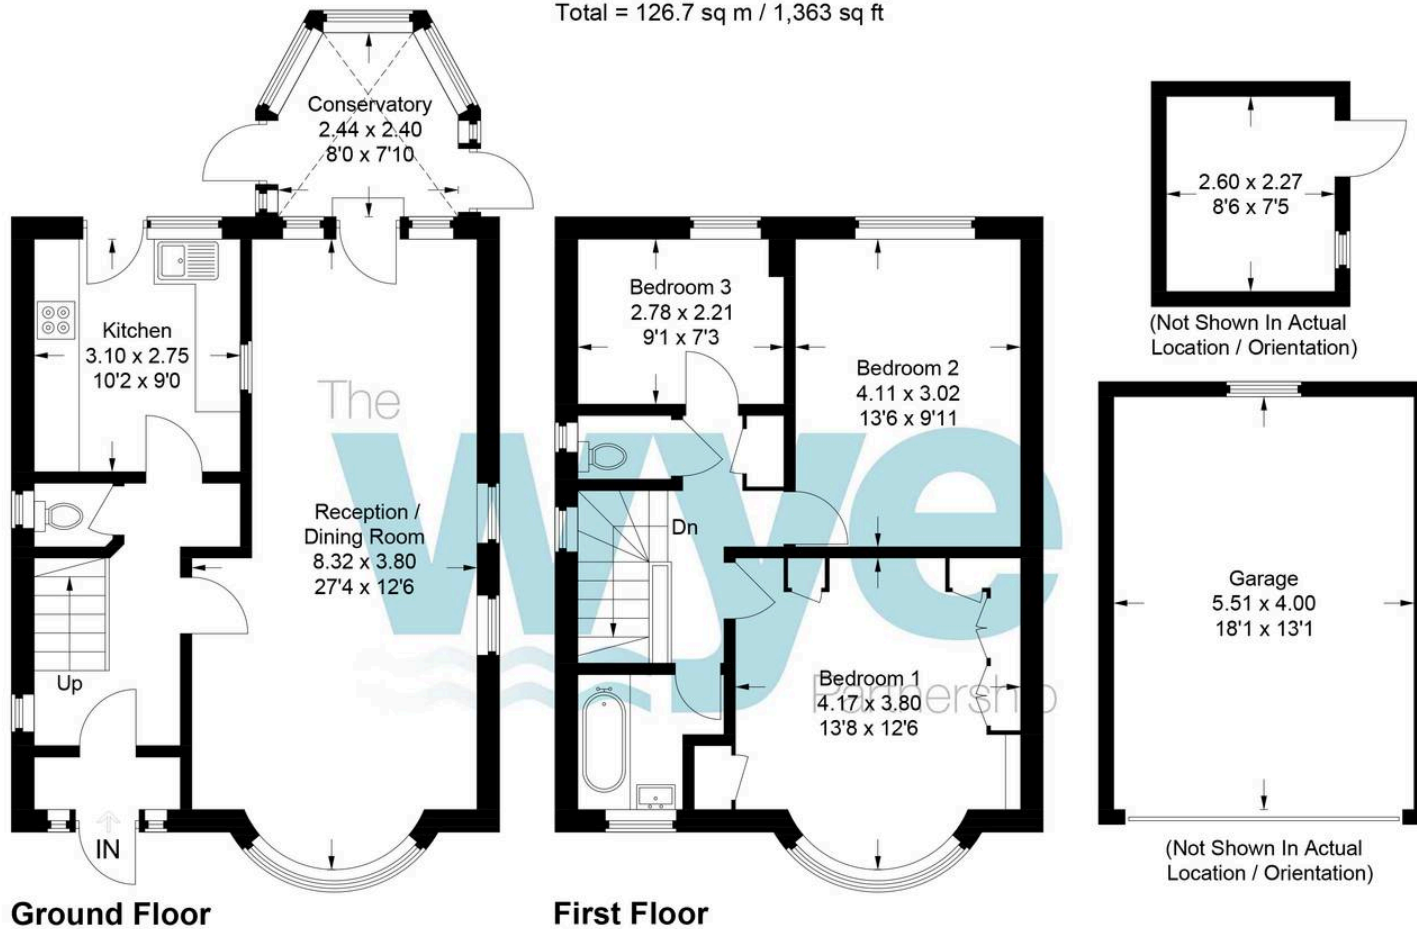 Total = 126.7 sq m / 1,363 sq ft
Conservatory
2.44 x 2.40
8'0 x 7'10
2.60 x 2.27
8'6 x 7'5
(Not Shown In Actual
Location / Orientation)
Kitchen
3.10 x 2.75
10'2 x 9'0
Bedroom 3
2.78 x 2.21
9'1 x 7'3
Bedroom 2
4.11 x 3.02
13'6 x 9'11
The
wye
Partnership
Reception /
Dining Room
8.32 x 3.80
27'4 x 12'6
Dn
Up
Garage
5.51 x 4.00
18'1 x 13'1
Bedroom 1
4.17 x 3.80
13'8 x 12'6
IN
(Not Shown In Actual
Location / Orientation)
Ground Floor
First Floor